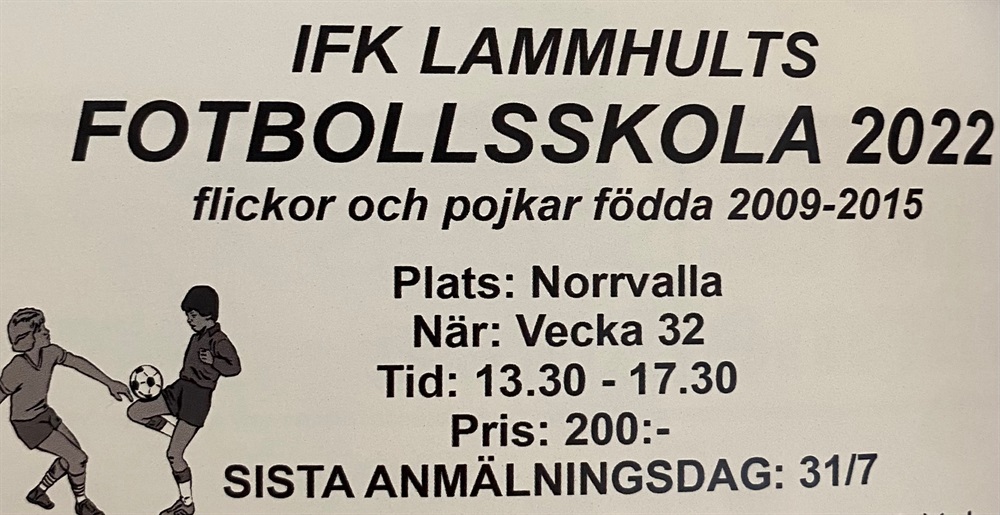 IFK LAMMHULTS
FOTBOLLSSKOLA 2022
flickor och pojkar födda 2009-2015
Plats: Norrvalla
När: Vecka 32
Tid: 13.30 - 17.30
Pris: 200:-
SISTA ANMÄLNINGSDAG: 31/7